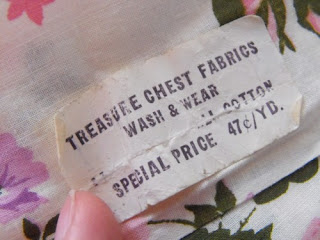 TREASURE CHEST FABRICS
WASH & WEAR
COTTON
SPECIAL PRICE 47¢/YD.